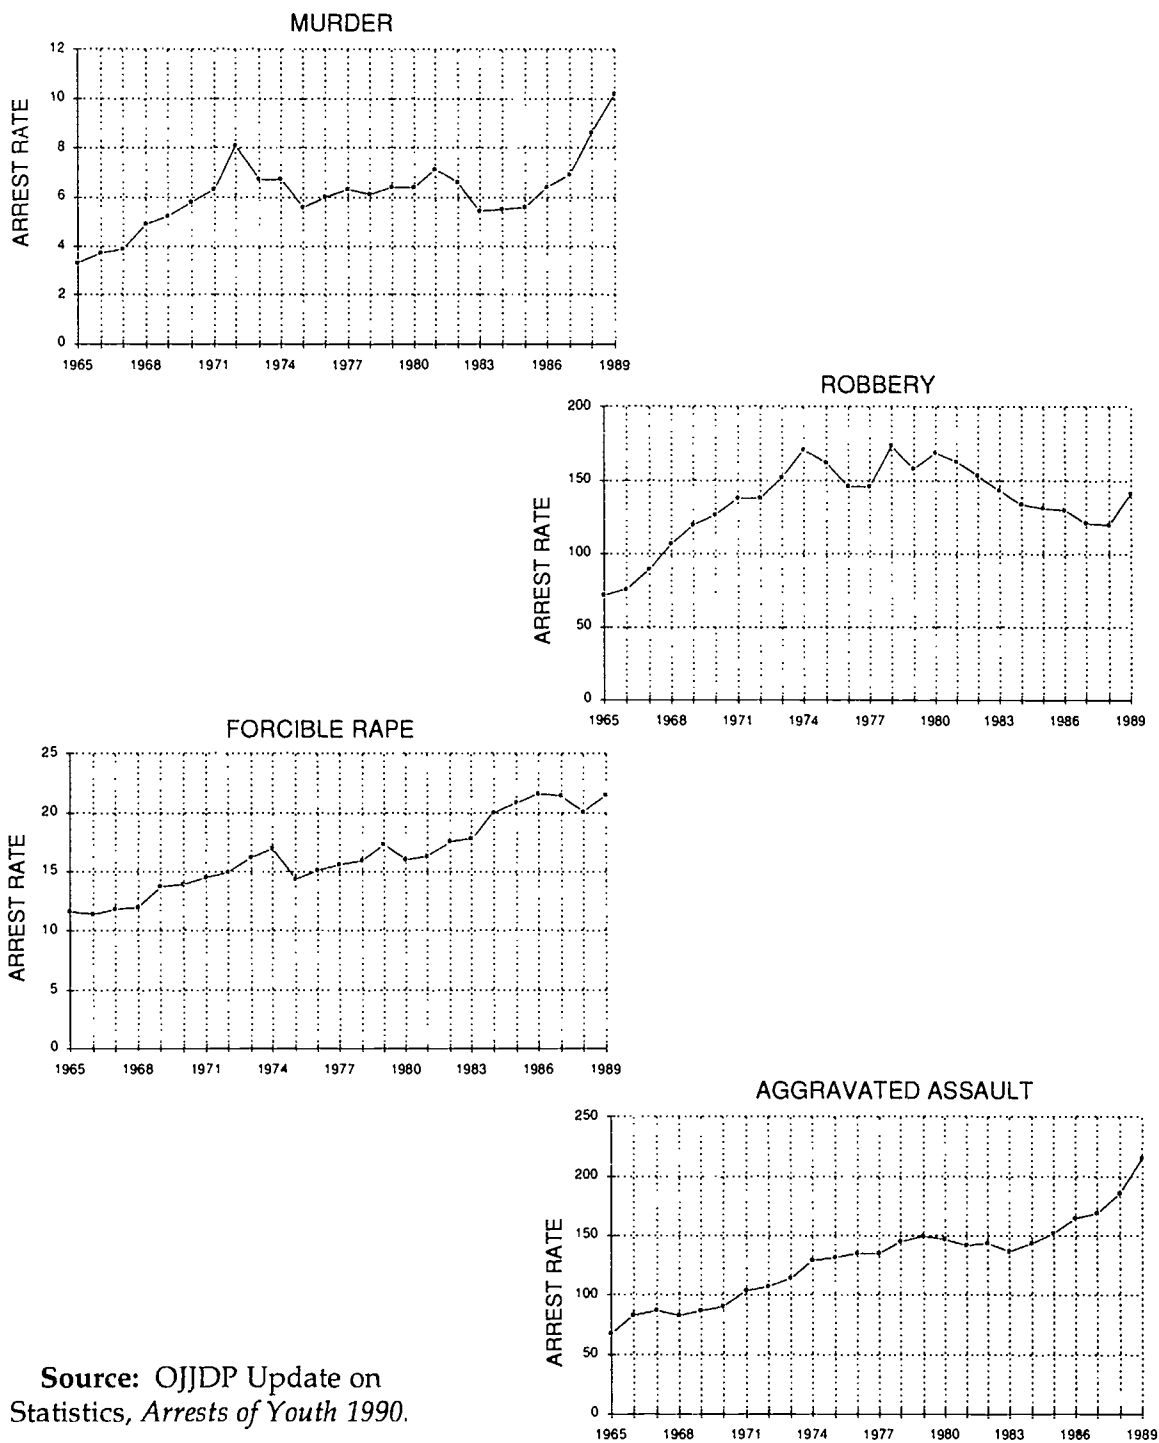 MURDER
ARREST RATE
12
10
8
6
4
2
0
1965 1968 1971 1974 1977 1980 1983 1986 1989
ROBBERY
ARREST RATE
200
150
100
50
0
1965 1968 1971 1974 1977 1980 1983 1986 1989
FORCIBLE RAPE
ARREST RATE
25
20
15
10
5
0
1965 1968 1971 1974 1977 1980 1983 1986 1989
AGGRAVATED ASSAULT
ARREST RATE
250
200
150
100
50
0
1965 1968 1971 1974 1977 1980 1983 1986 1989
Source: OJJDP Update on
Statistics, Arrests of Youth 1990.